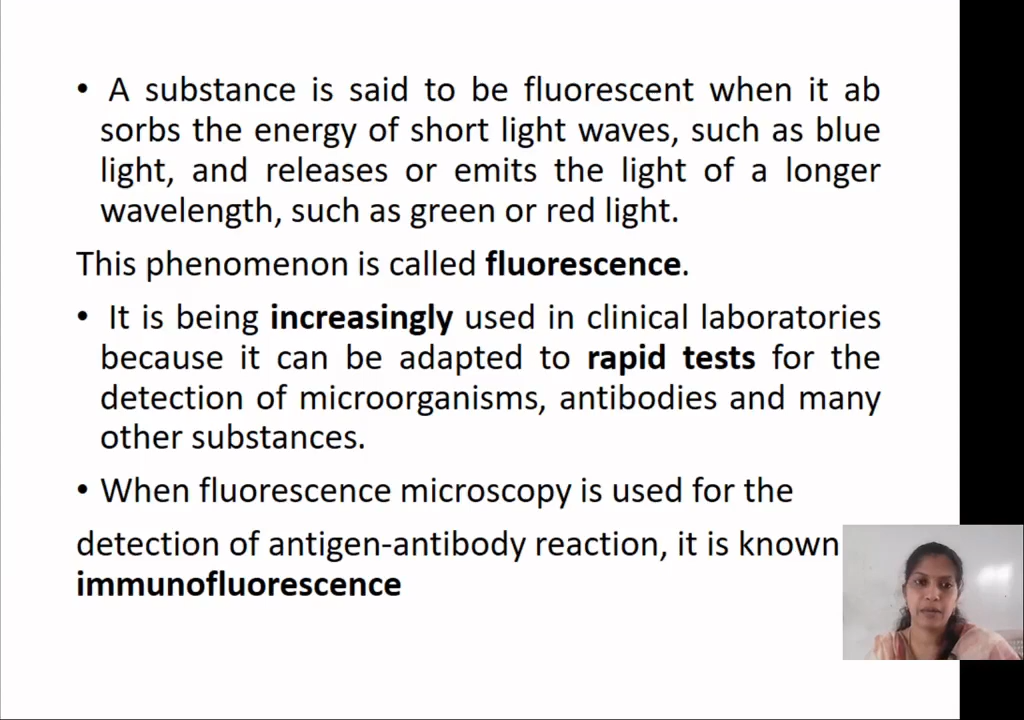 • A substance is said to be fluorescent when it ab
sorbs the energy of short light waves, such as blue
light, and releases or emits the light of a longer
wavelength, such as green or red light.
This phenomenon is called fluorescence.
• It is being increasingly used in clinical laboratories
because it can be adapted to rapid tests for the
detection of microorganisms, antibodies and many
other substances.
• When fluorescence microscopy is used for the
detection of antigen-antibody reaction, it is known
immunofluorescence